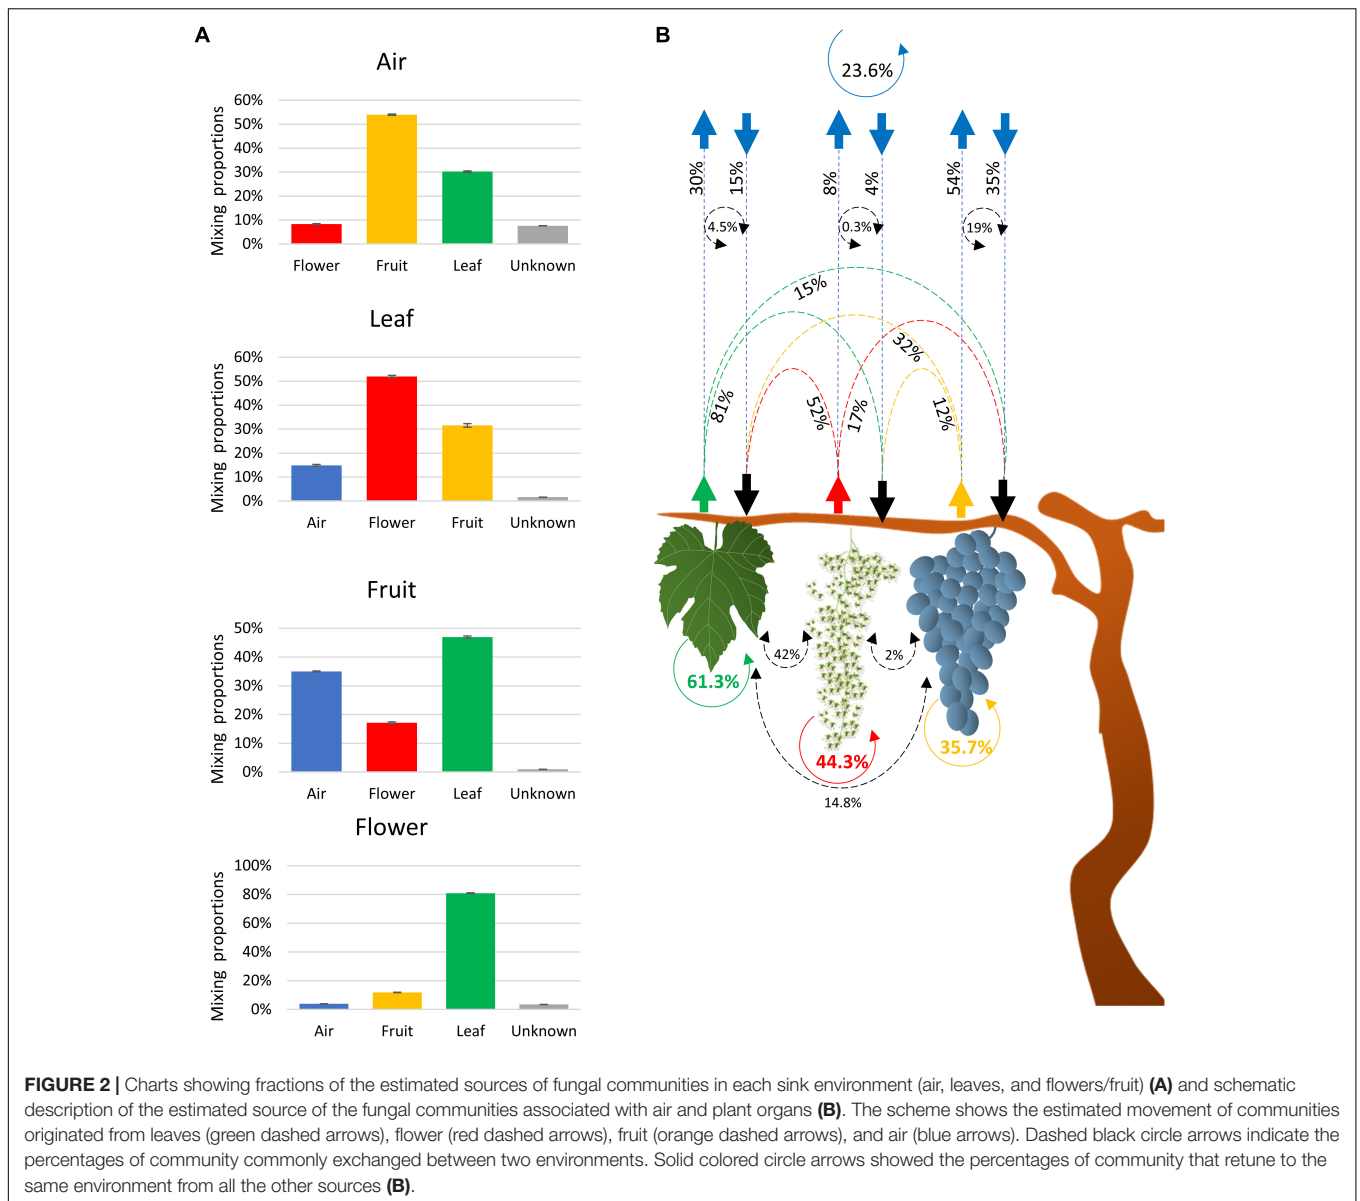 A
Air
Mixing proportions
60%
50%
40%
30%
20%
10%
0%
Flower Fruit Leaf Unknown
Leaf
Mixing proportions
60%
50%
40%
30%
20%
10%
0%
Air Flower Fruit Unknown
Fruit
Mixing proportions
50%
40%
30%
20%
10%
0%
Air Flower Leaf Unknown
Flower
Mixing proportions
100%
80%
60%
40%
20%
0%
Air Fruit Leaf Unknown
B
23.6%
30% 15% 8% 4% 54% 35%
4.5% 0.3% 19%
15%
32%
81% 52% 17% 12%
42% 2%
61.3%
44.3% 35.7%
14.8%
FIGURE 2 | Charts showing fractions of the estimated sources of fungal communities in each sink environment (air, leaves, and flowers/fruit) (A) and schematic
description of the estimated source of the fungal communities associated with air and plant organs (B). The scheme shows the estimated movement of communities
originated from leaves (green dashed arrows), flower (red dashed arrows), fruit (orange dashed arrows), and air (blue arrows). Dashed black circle arrows indicate the
percentages of community commonly exchanged between two environments. Solid colored circle arrows showed the percentages of community that retune to the
same environment from all the other sources (B).